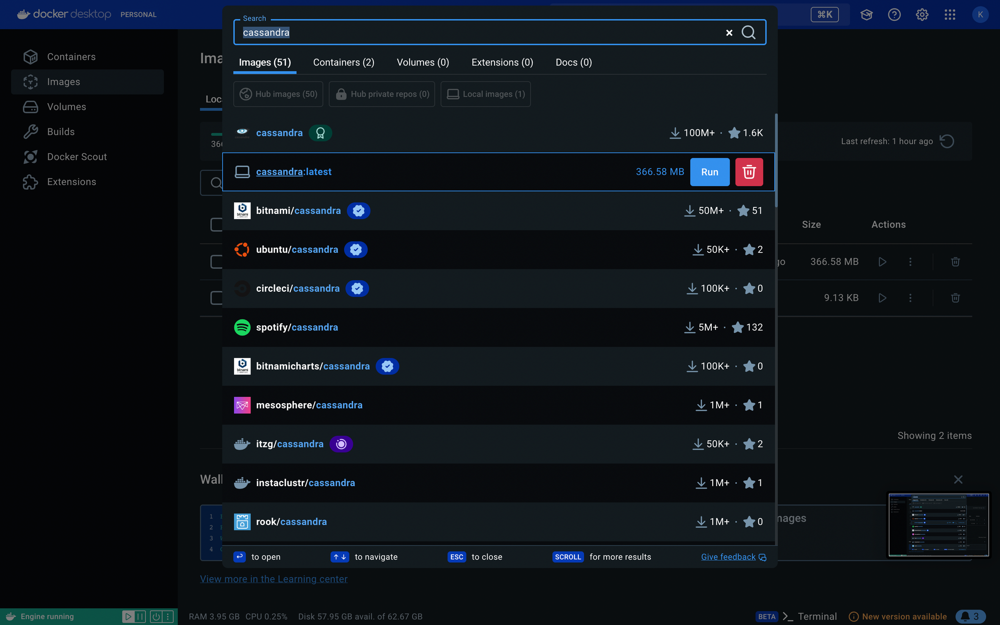 docker desktop PERSONAL
⌘K
K
Search
cassandra
Images (51) Containers (2) Volumes (0) Extensions (0) Docs (0)
Hub images (50) Hub private repos (0) Local images (1)
Containers
Images
Volumes
Builds
Docker Scout
Extensions
Last refresh: 1 hour ago
cassandra 100M+ · 1.6K
cassandra:latest 366.58 MB Run
bitnami/cassandra 50M+ · 51
ubuntu/cassandra 50K+ · 2
circleci/cassandra 100K+ · 0
spotify/cassandra 5M+ · 132
bitnamicharts/cassandra 100K+ · 0
mesosphere/cassandra 1M+ · 1
itzg/cassandra 50K+ · 2
instaclustr/cassandra 1M+ · 1
rook/cassandra 1M+ · 0
Size Actions
366.58 MB
9.13 KB
Showing 2 items
to open to navigate ESC to close SCROLL for more results Give feedback
1
2
3
4
View more in the Learning center
Engine running RAM 3.95 GB CPU 0.25% Disk 57.95 GB avail. of 62.67 GB BETA Terminal New version available 3